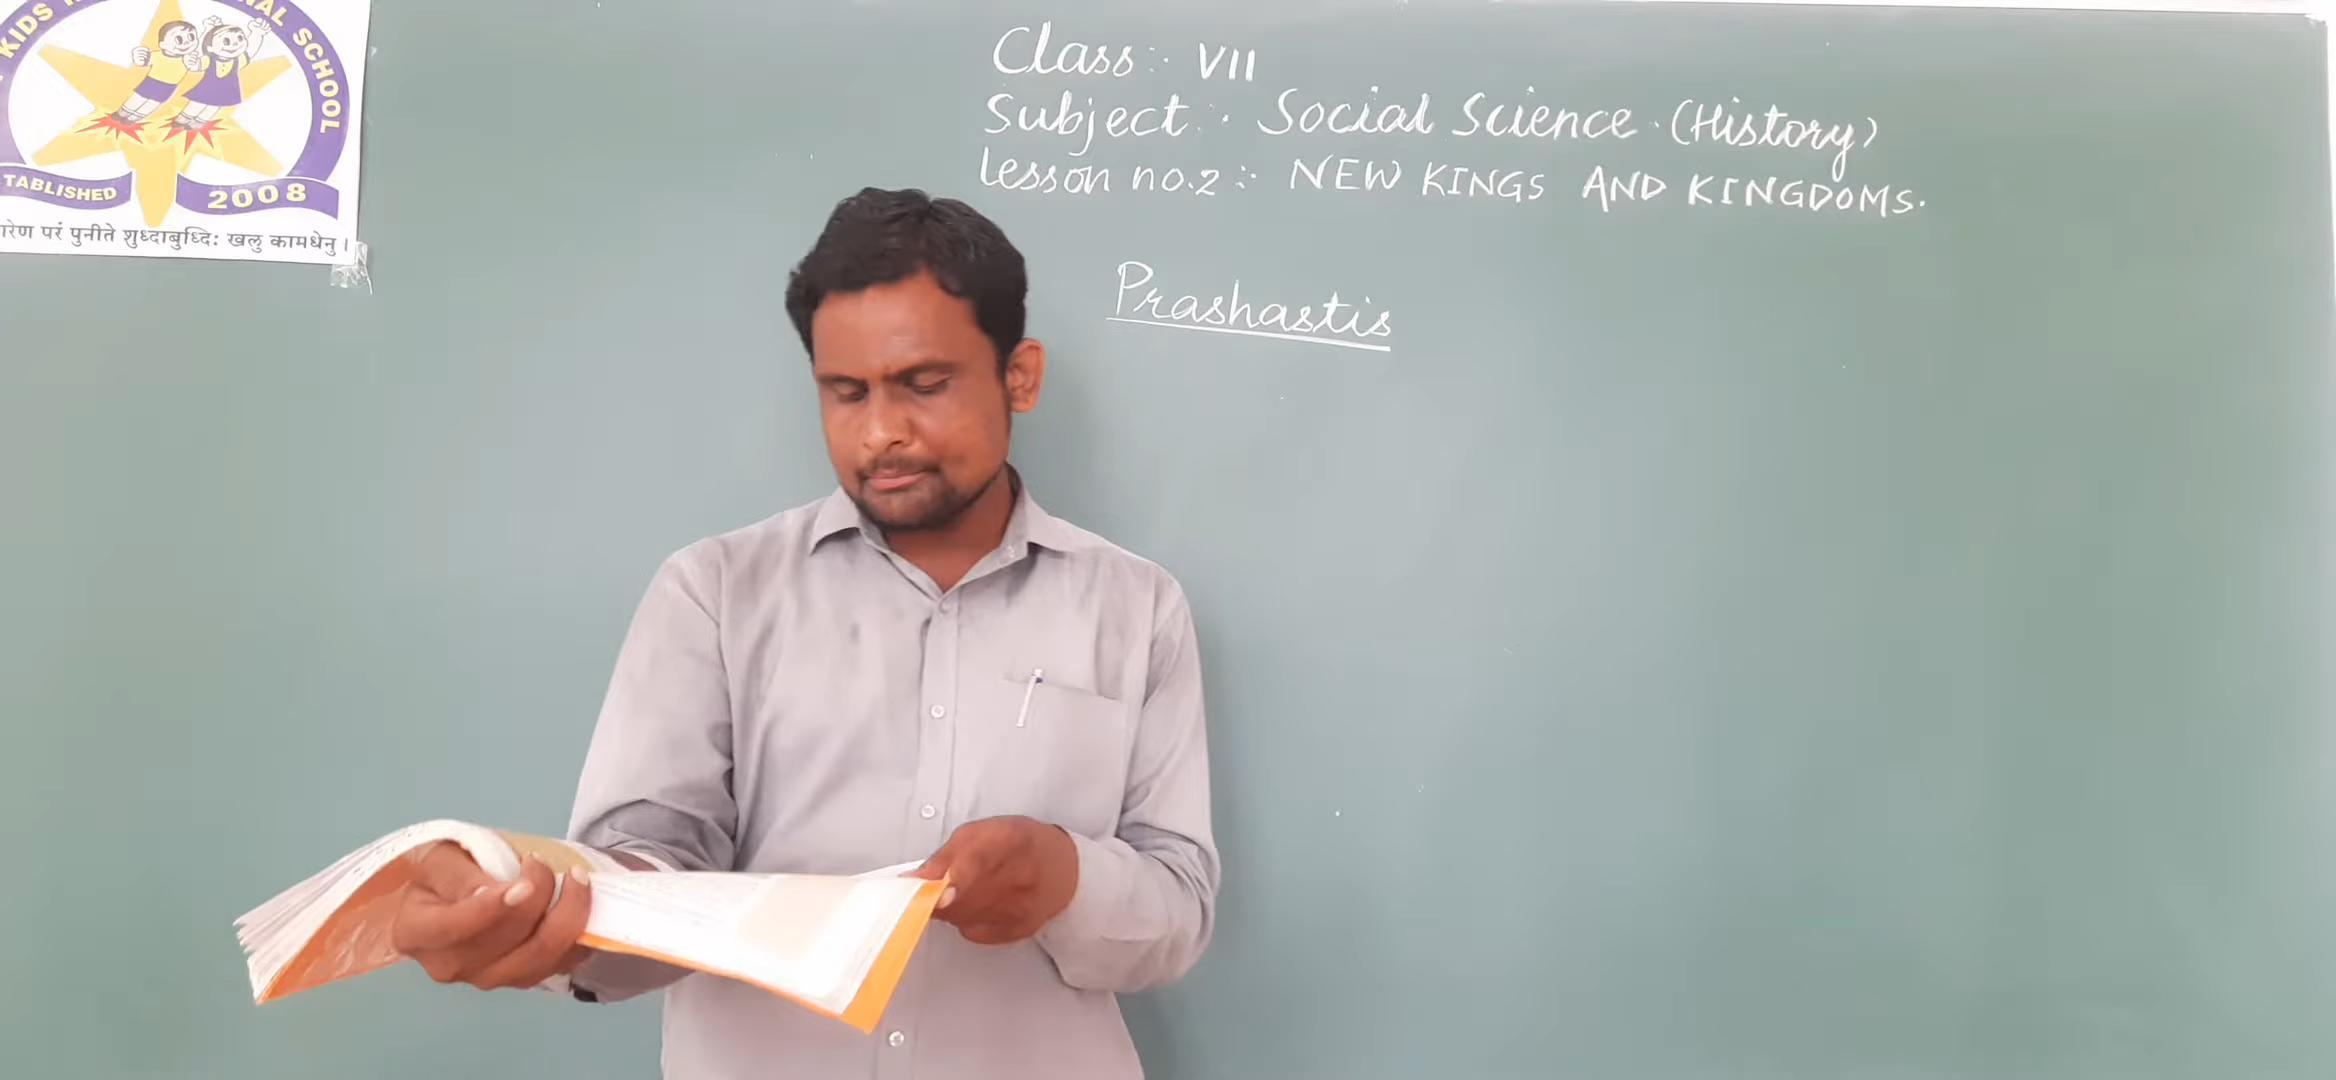 KIDS NAL SCHOOL
TABLISHED 2008
रेण परं पुनीते शुध्दाबुध्दिः खलु कामधेनु।
Class :- VII
Subject :- Social Science (History)
Lesson no.2 :- NEW KINGS AND KINGDOMS.
Prashastis